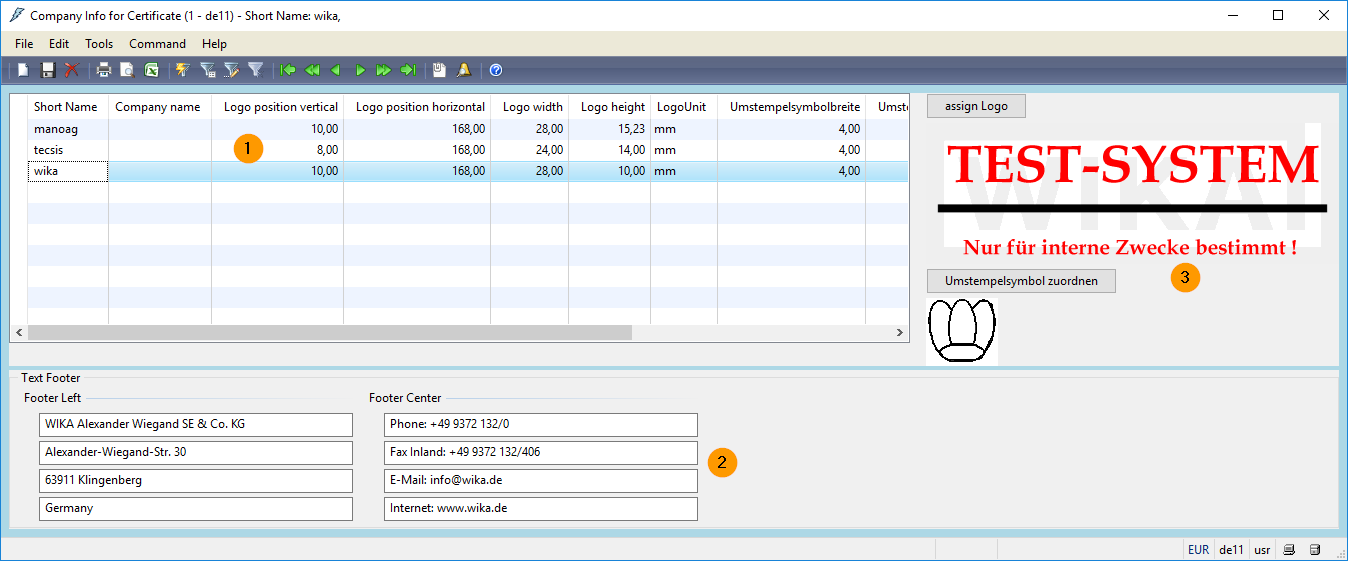 Company Info for Certificate (1 - de11) - Short Name: wika,
File Edit Tools Command Help
Short Name Company name Logo position vertical Logo position horizontal Logo width Logo height LogoUnit Umstempelsymbolbreite Umst
manoag 10,00 168,00 28,00 15,23 mm 4,00
tecsis 8,00 168,00 24,00 14,00 mm 4,00
wika 10,00 168,00 28,00 10,00 mm 4,00
1
assign Logo
WIKAI
TEST-SYSTEM
Nur für interne Zwecke bestimmt !
3
Umstempelsymbol zuordnen
Text Footer
Footer Left Footer Center
WIKA Alexander Wiegand SE & Co. KG Phone: +49 9372 132/0
Alexander-Wiegand-Str. 30 Fax Inland: +49 9372 132/406
2
63911 Klingenberg E-Mail: info@wika.de
Germany Internet: www.wika.de
EUR de11 usr